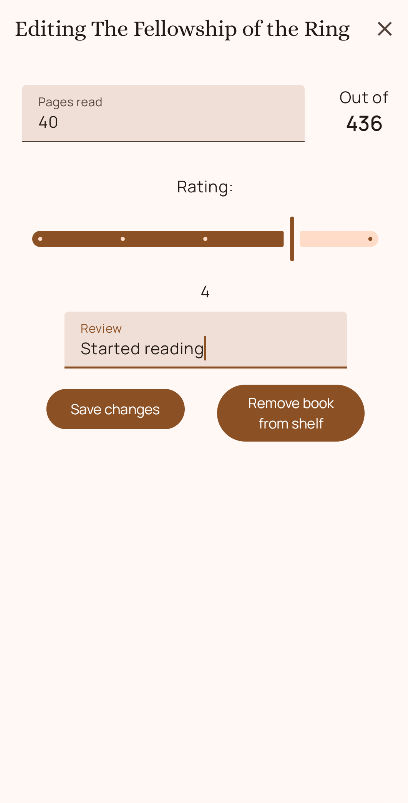 Editing The Fellowship of the Ring
Pages read
40
Out of
436
Rating:
4
Review
Started reading
Save changes
Remove book
from shelf